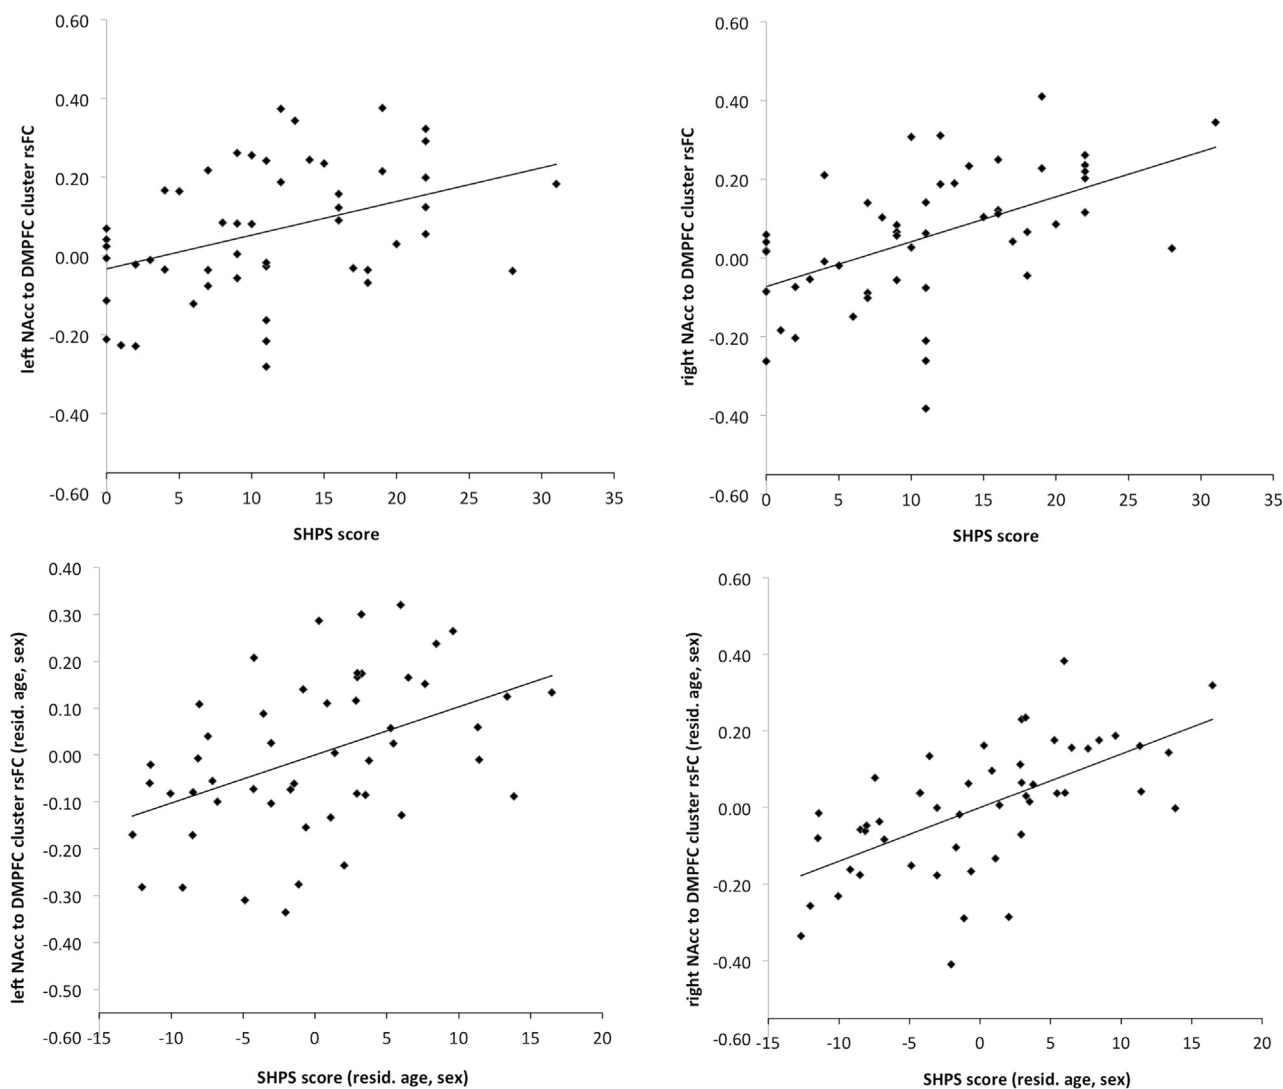 0.60
0.40
0.20
0.00
-0.20
-0.40
-0.60
left NAcc to DMPFC cluster rsFC
0 5 10 15 20 25 30 35
SHPS score
0.60
0.40
0.20
0.00
-0.20
-0.40
-0.60
right NAcc to DMPFC cluster rsFC
0 5 10 15 20 25 30 35
SHPS score
0.40
0.30
0.20
0.10
0.00
-0.10
-0.20
-0.30
-0.40
-0.50
-0.60
left NAcc to DMPFC cluster rsFC (resid. age, sex)
-15 -10 -5 0 5 10 15 20
SHPS score (resid. age, sex)
0.60
0.40
0.20
0.00
-0.20
-0.40
-0.60
right NAcc to DMPFC cluster rsFC (resid. age, sex)
-15 -10 -5 0 5 10 15 20
SHPS score (resid. age, sex)